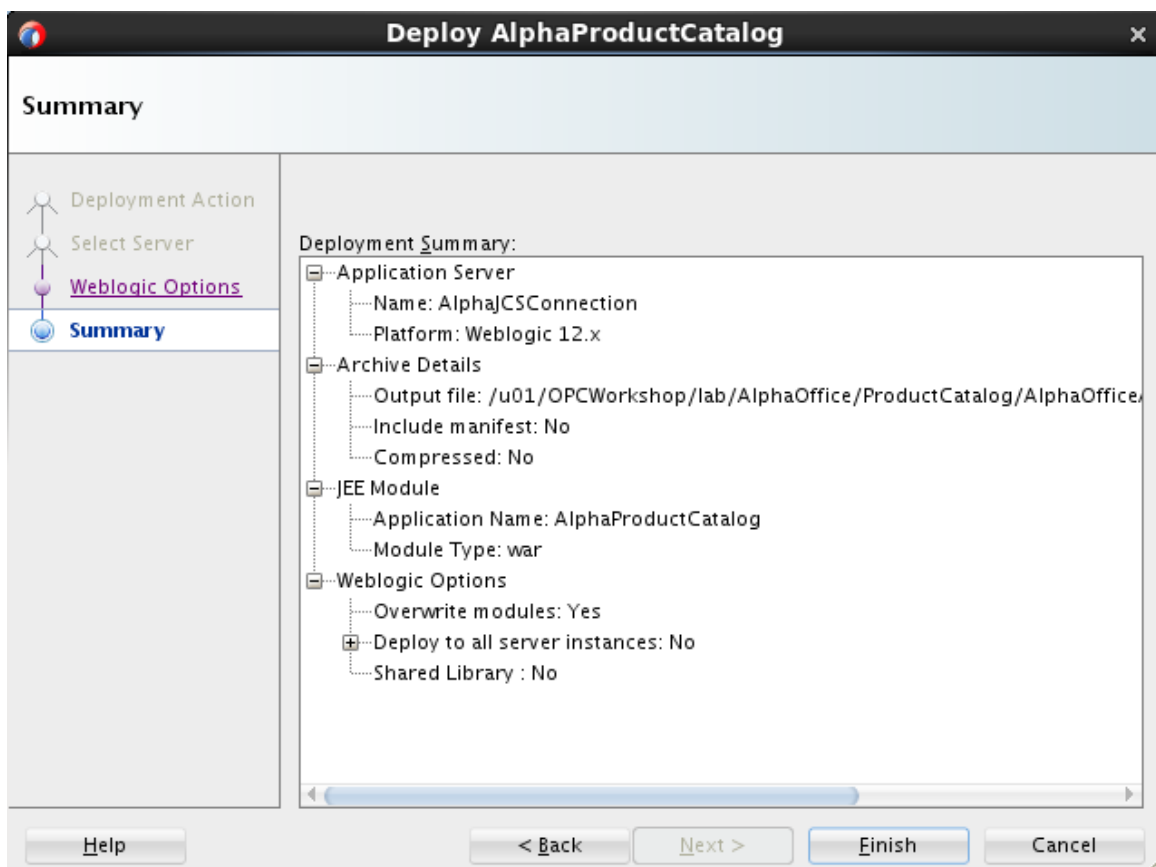 Deploy AlphaProductCatalog
Summary
Deployment Action
Select Server
Weblogic Options
Summary
Deployment Summary:
Application Server
Name: AlphaJCSConnection
Platform: Weblogic 12.x
Archive Details
Output file: /u01/OPCWorkshop/lab/AlphaOffice/ProductCatalog/AlphaOffice/
Include manifest: No
Compressed: No
JEE Module
Application Name: AlphaProductCatalog
Module Type: war
Weblogic Options
Overwrite modules: Yes
Deploy to all server instances: No
Shared Library : No
Help
< Back
Next >
Finish
Cancel